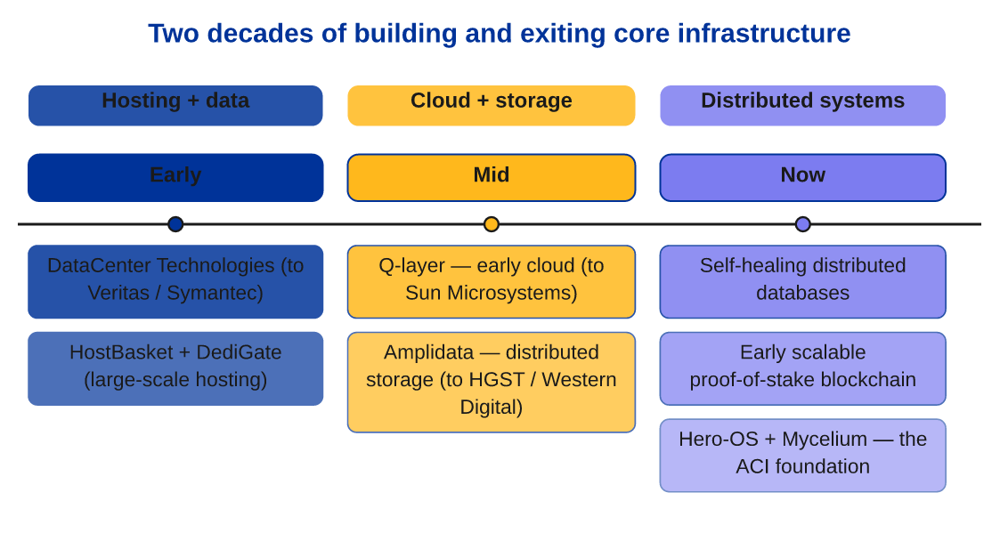 Two decades of building and exiting core infrastructure
Hosting + data
Cloud + storage
Distributed systems
Early
Mid
Now
DataCenter Technologies (to
Veritas / Symantec)
HostBasket + DediGate
(large-scale hosting)
Q-layer — early cloud (to
Sun Microsystems)
Amplidata — distributed
storage (to HGST / Western
Digital)
Self-healing distributed
databases
Early scalable
proof-of-stake blockchain
Hero-OS + Mycelium — the
ACI foundation